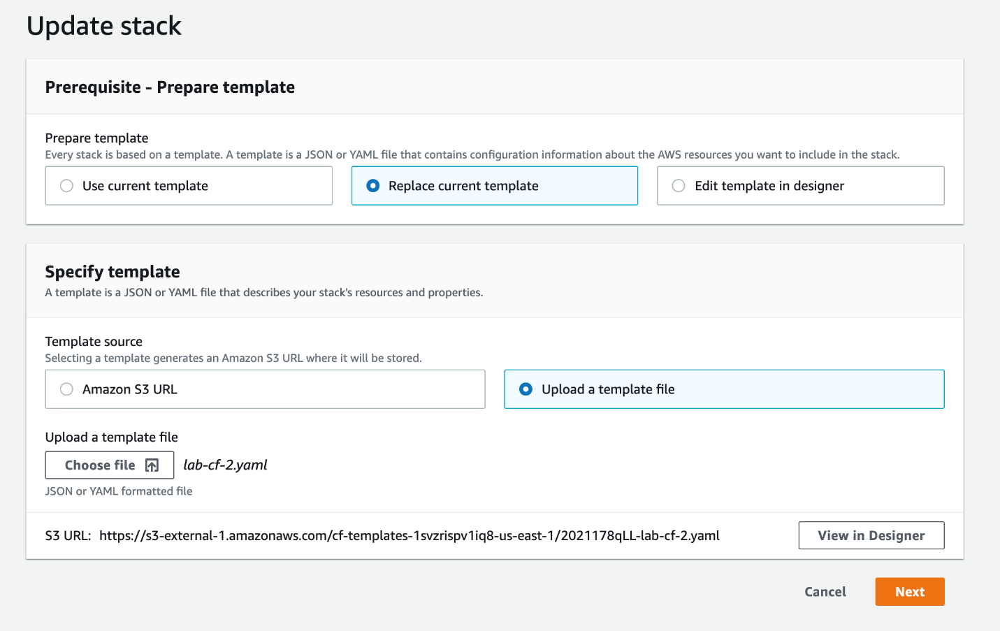 Update stack
Prerequisite - Prepare template
Prepare template
Every stack is based on a template. A template is a JSON or YAML file that contains configuration information about the AWS resources you want to include in the stack.
Use current template
Replace current template
Edit template in designer
Specify template
A template is a JSON or YAML file that describes your stack's resources and properties.
Template source
Selecting a template generates an Amazon S3 URL where it will be stored.
Amazon S3 URL
Upload a template file
Upload a template file
Choose file lab-cf-2.yaml
JSON or YAML formatted file
S3 URL: https://s3-external-1.amazonaws.com/cf-templates-1svzrispv1iq8-us-east-1/2021178qLL-lab-cf-2.yaml
View in Designer
Cancel
Next